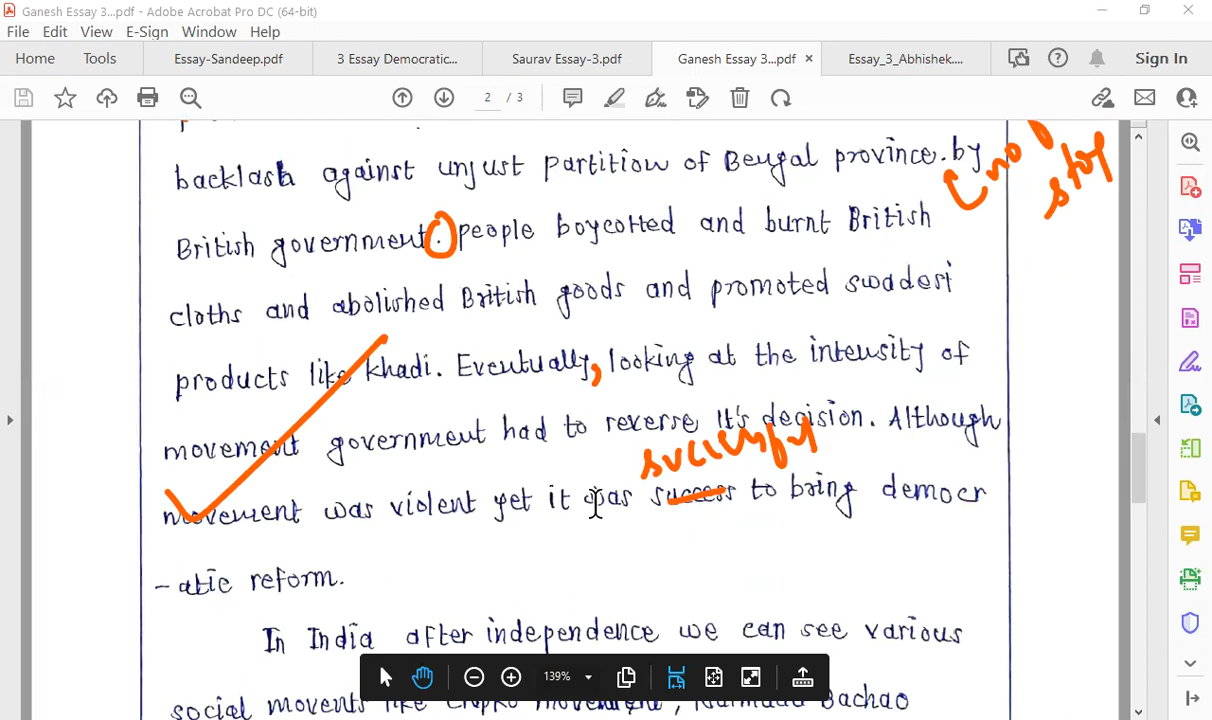 Ganesh Essay 3...pdf - Adobe Acrobat Pro DC (64-bit)
File Edit View E-Sign Window Help
Home Tools Essay-Sandeep.pdf 3 Essay Democratic... Saurav Essay-3.pdf Ganesh Essay 3...pdf × Essay_3_Abhishek.... Sign In
2 / 3
backlash against unjust partition of Bengal province. by
no
stop
British government. people boycotted and burnt British
cloths and abolished British goods and promoted swadesi
products like khadi. Eventually, looking at the intensity of
movement government had to reverse it's decision. Although
successful
movement was violent yet it was success to bring democr
- atic reform.
In India after independence we can see various
139%
social movents like movement, Narmada Bachao